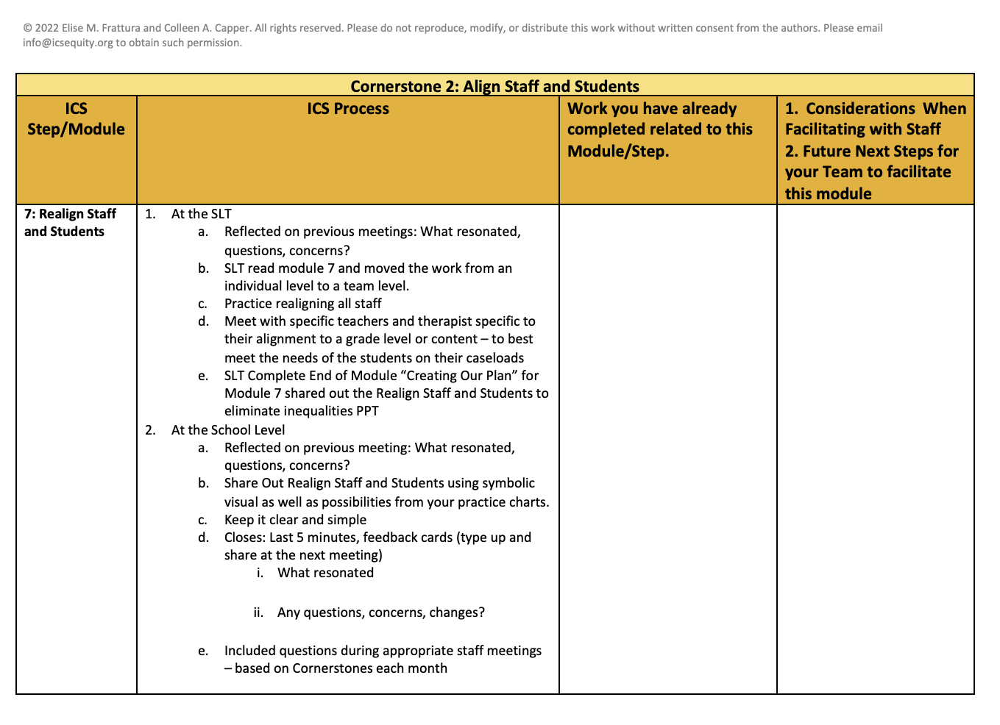 © 2022 Elise M. Frattura and Colleen A. Capper. All rights reserved. Please do not reproduce, modify, or distribute this work without written consent from the authors. Please email
info@icsequity.org to obtain such permission.
Cornerstone 2: Align Staff and Students
ICS
Step/Module
ICS Process
Work you have already
completed related to this
Module/Step.
1. Considerations When
Facilitating with Staff
2. Future Next Steps for
your Team to facilitate
this module
7: Realign Staff
and Students
1. At the SLT
a. Reflected on previous meetings: What resonated,
questions, concerns?
b. SLT read module 7 and moved the work from an
individual level to a team level.
c. Practice realigning all staff
d. Meet with specific teachers and therapist specific to
their alignment to a grade level or content – to best
meet the needs of the students on their caseloads
e. SLT Complete End of Module “Creating Our Plan” for
Module 7 shared out the Realign Staff and Students to
eliminate inequalities PPT
2. At the School Level
a. Reflected on previous meeting: What resonated,
questions, concerns?
b. Share Out Realign Staff and Students using symbolic
visual as well as possibilities from your practice charts.
c. Keep it clear and simple
d. Closes: Last 5 minutes, feedback cards (type up and
share at the next meeting)
i. What resonated
ii. Any questions, concerns, changes?
e. Included questions during appropriate staff meetings
– based on Cornerstones each month